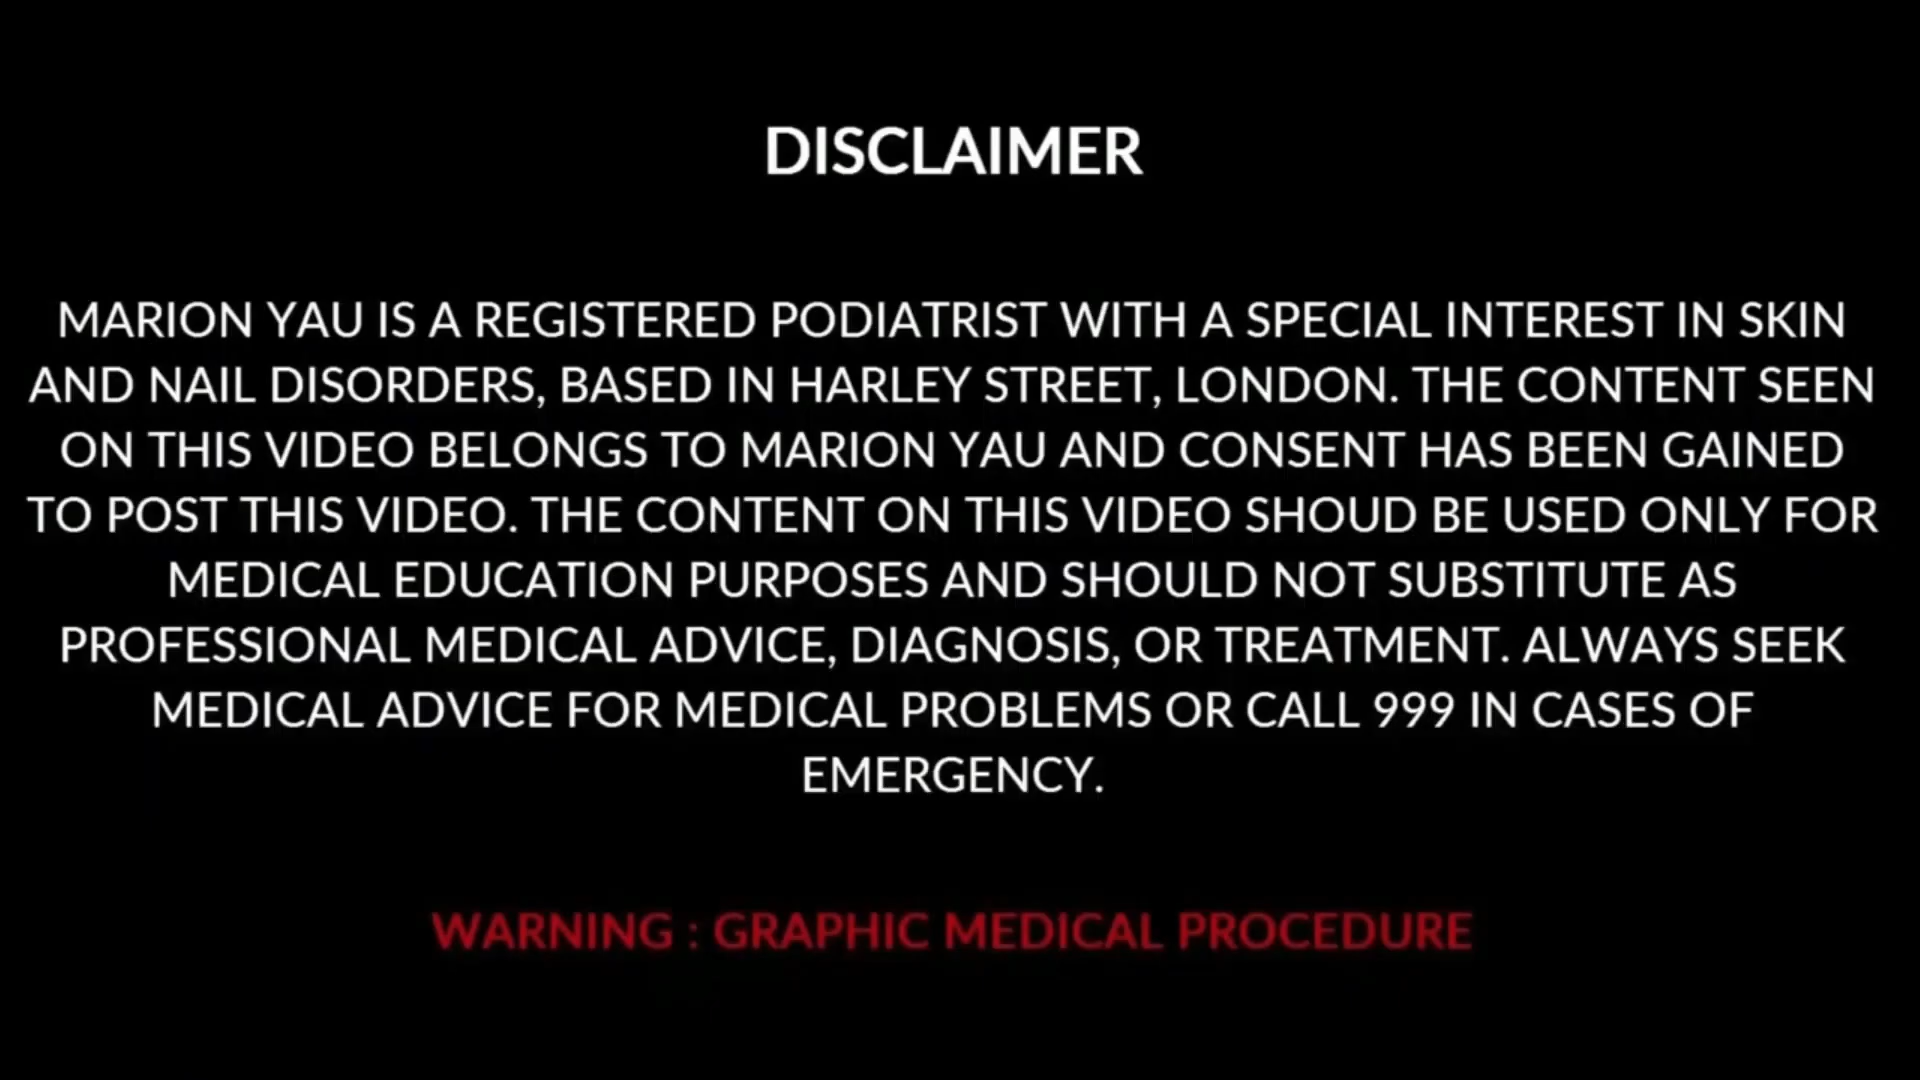 DISCLAIMER
MARION YAU IS A REGISTERED PODIATRIST WITH A SPECIAL INTEREST IN SKIN
AND NAIL DISORDERS, BASED IN HARLEY STREET, LONDON. THE CONTENT SEEN
ON THIS VIDEO BELONGS TO MARION YAU AND CONSENT HAS BEEN GAINED
TO POST THIS VIDEO. THE CONTENT ON THIS VIDEO SHOUD BE USED ONLY FOR
MEDICAL EDUCATION PURPOSES AND SHOULD NOT SUBSTITUTE AS
PROFESSIONAL MEDICAL ADVICE, DIAGNOSIS, OR TREATMENT. ALWAYS SEEK
MEDICAL ADVICE FOR MEDICAL PROBLEMS OR CALL 999 IN CASES OF
EMERGENCY.
WARNING : GRAPHIC MEDICAL PROCEDURE